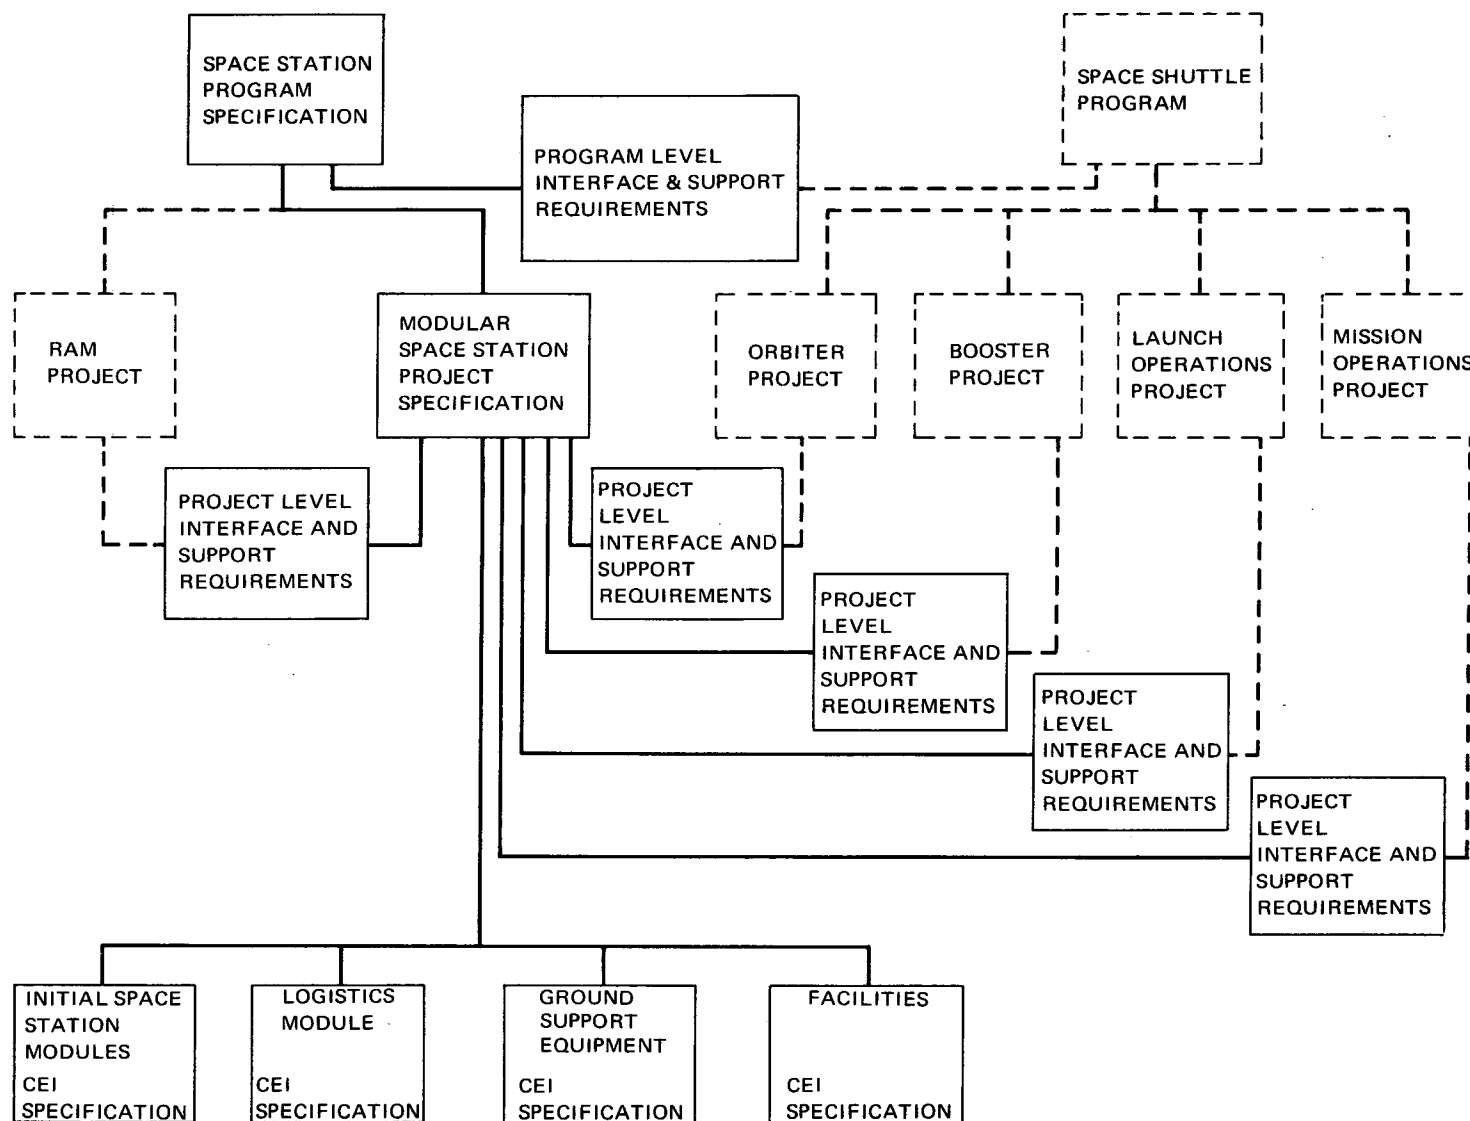 SPACE STATION
PROGRAM
SPECIFICATION
PROGRAM LEVEL
INTERFACE & SUPPORT
REQUIREMENTS
SPACE SHUTTLE
PROGRAM
RAM
PROJECT
MODULAR
SPACE STATION
PROJECT
SPECIFICATION
ORBITER
PROJECT
BOOSTER
PROJECT
LAUNCH
OPERATIONS
PROJECT
MISSION
OPERATIONS
PROJECT
PROJECT LEVEL
INTERFACE AND
SUPPORT
REQUIREMENTS
PROJECT
LEVEL
INTERFACE AND
SUPPORT
REQUIREMENTS
PROJECT
LEVEL
INTERFACE AND
SUPPORT
REQUIREMENTS
PROJECT
LEVEL
INTERFACE AND
SUPPORT
REQUIREMENTS
PROJECT
LEVEL
INTERFACE AND
SUPPORT
REQUIREMENTS
INITIAL SPACE
STATION
MODULES
CEI
SPECIFICATION
LOGISTICS
MODULE
CEI
SPECIFICATION
GROUND
SUPPORT
EQUIPMENT
CEI
SPECIFICATION
FACILITIES
CEI
SPECIFICATION